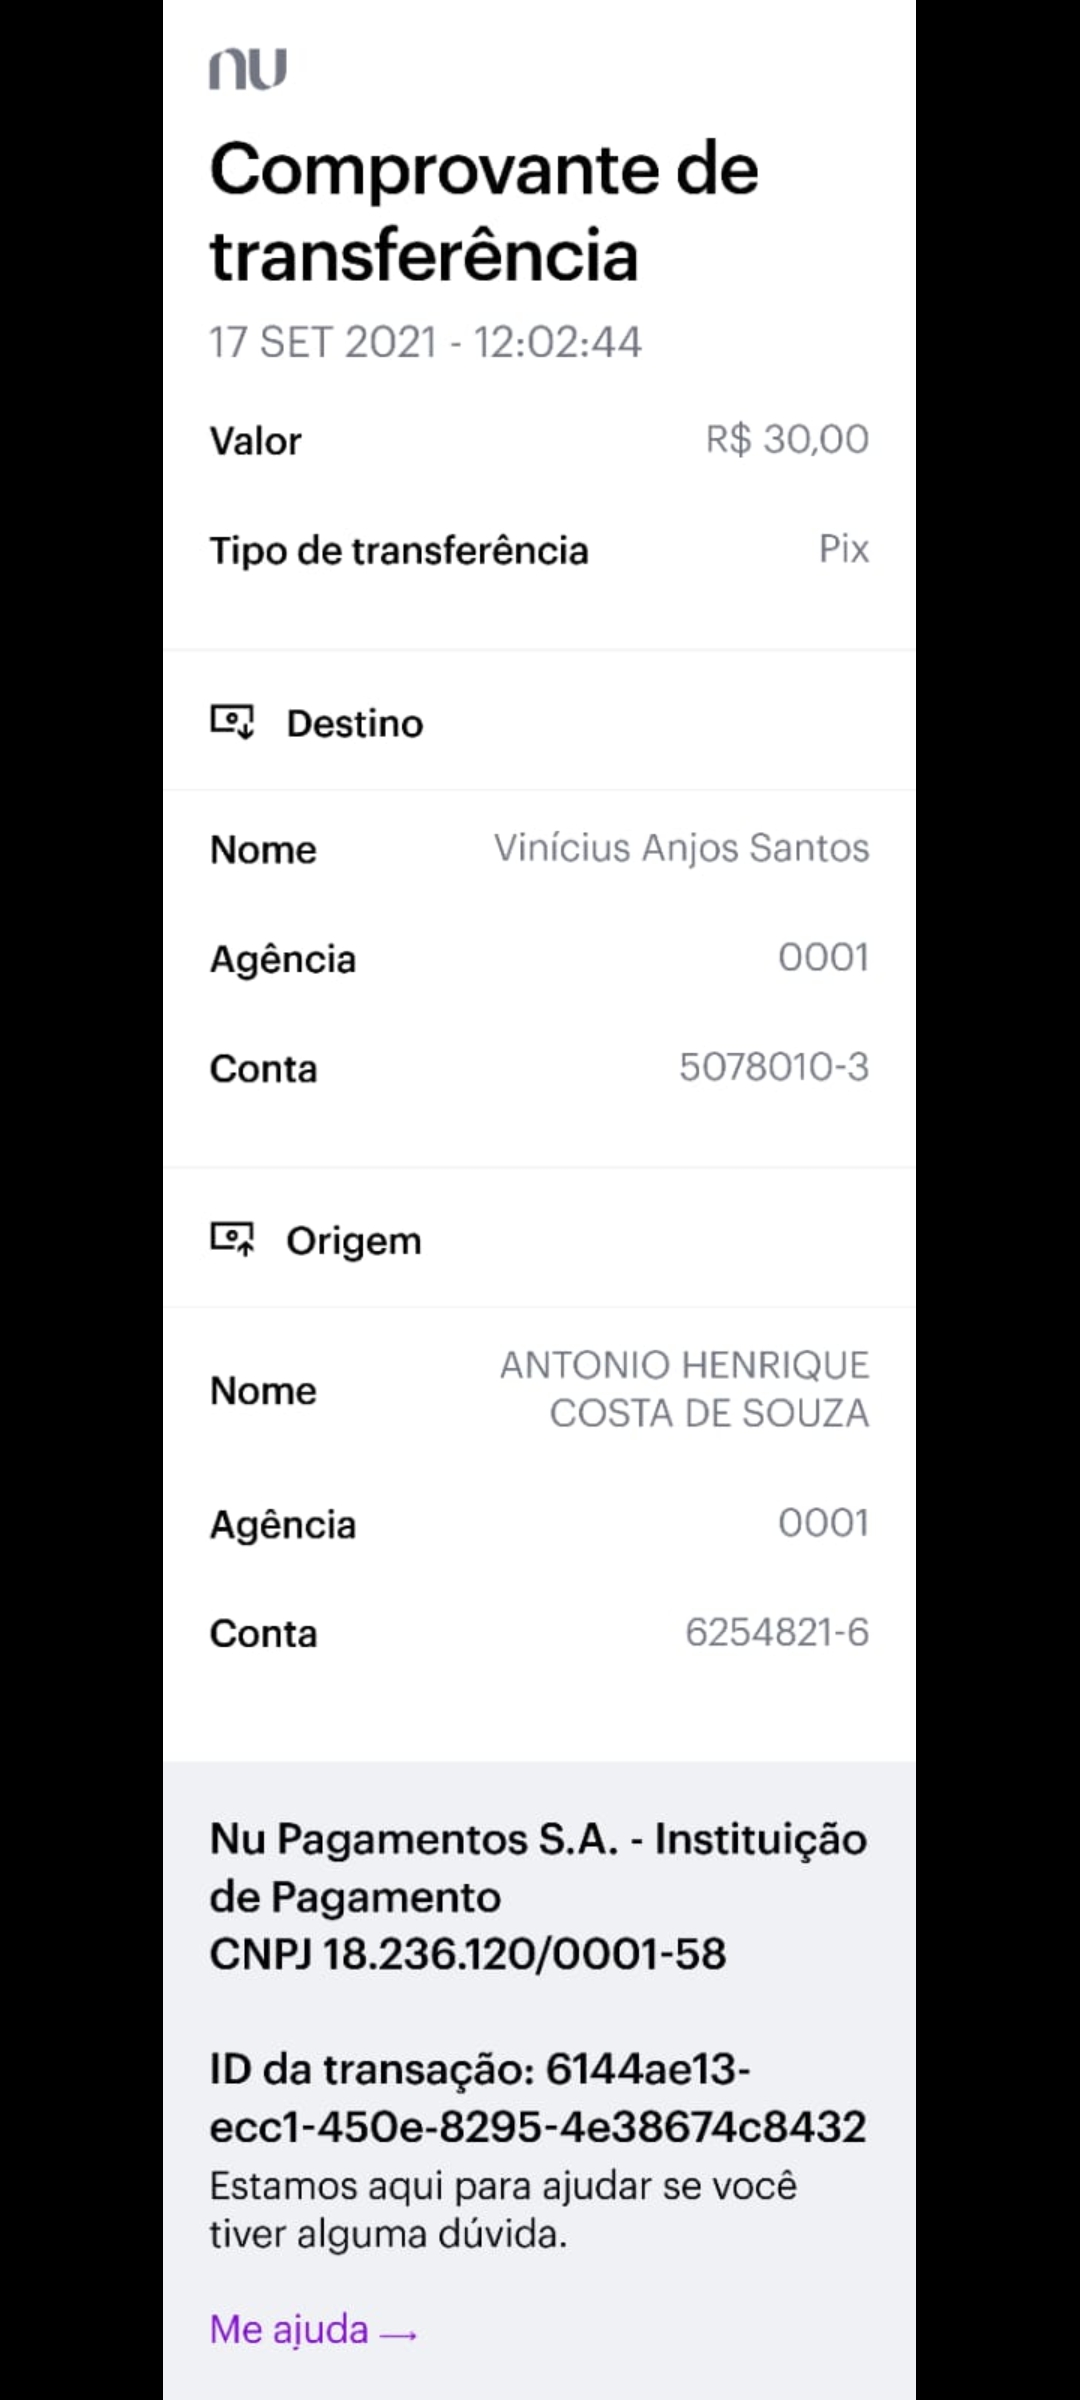 nu
Comprovante de
transferência
17 SET 2021 - 12:02:44
Valor R$ 30,00
Tipo de transferência Pix
Destino
Nome Vinícius Anjos Santos
Agência 0001
Conta 5078010-3
Origem
Nome ANTONIO HENRIQUE
COSTA DE SOUZA
Agência 0001
Conta 6254821-6
Nu Pagamentos S.A. - Instituição
de Pagamento
CNPJ 18.236.120/0001-58
ID da transação: 6144ae13-
ecc1-450e-8295-4e38674c8432
Estamos aqui para ajudar se você
tiver alguma dúvida.
Me ajuda →